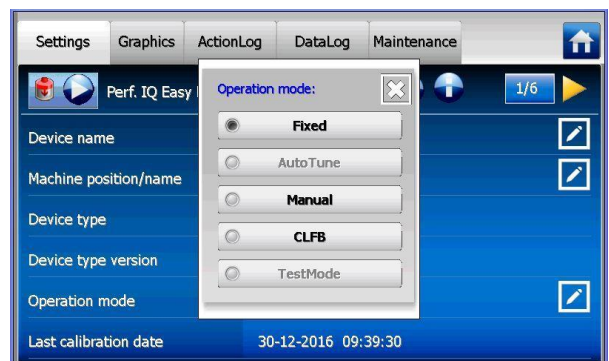 Settings Graphics ActionLog DataLog Maintenance
Perf. IQ Easy
1/6
Operation mode:
Fixed
AutoTune
Manual
CLFB
TestMode
Device name
Machine position/name
Device type
Device type version
Operation mode
Last calibration date 30-12-2016 09:39:30